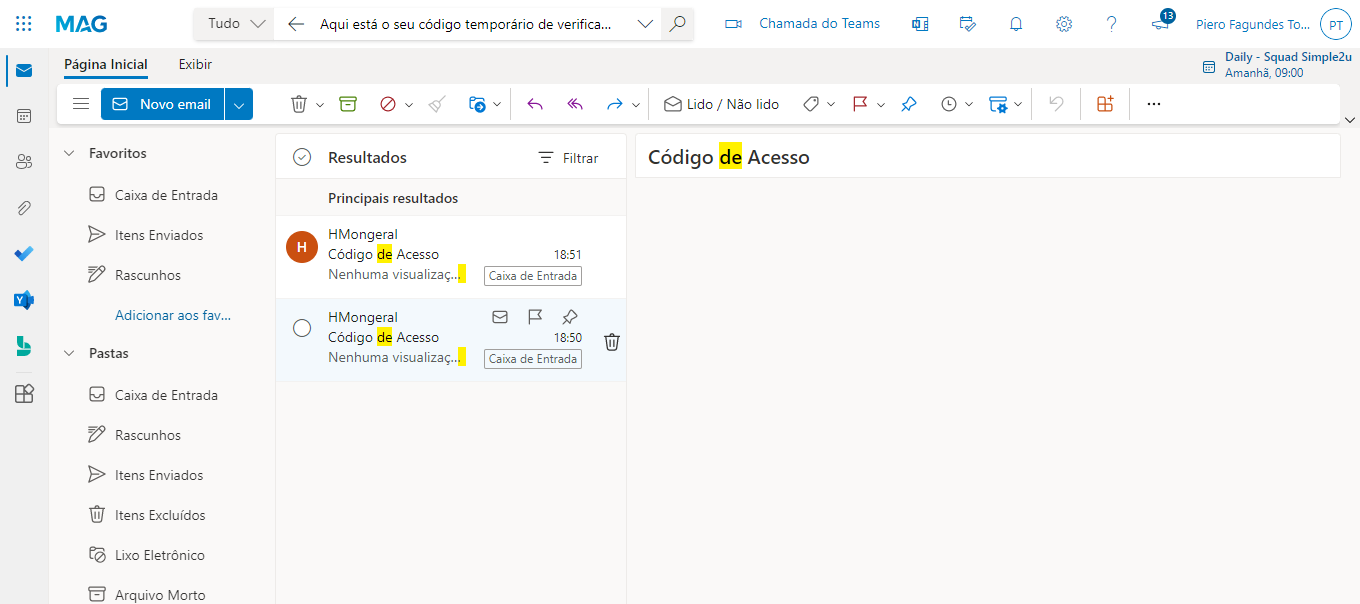 MAG
Tudo
Aqui está o seu código temporário de verifica...
Chamada do Teams
13
Piero Fagundes To...
PT
Página Inicial
Exibir
Daily - Squad Simple2u
Amanhã, 09:00
Novo email
Lido / Não lido
Favoritos
Caixa de Entrada
Itens Enviados
Rascunhos
Adicionar aos fav...
Pastas
Caixa de Entrada
Rascunhos
Itens Enviados
Itens Excluídos
Lixo Eletrônico
Arquivo Morto
Resultados
Filtrar
Principais resultados
H
HMongeral
Código de Acesso
18:51
Nenhuma visualizaç...
Caixa de Entrada
HMongeral
Código de Acesso
18:50
Nenhuma visualizaç...
Caixa de Entrada
Código de Acesso